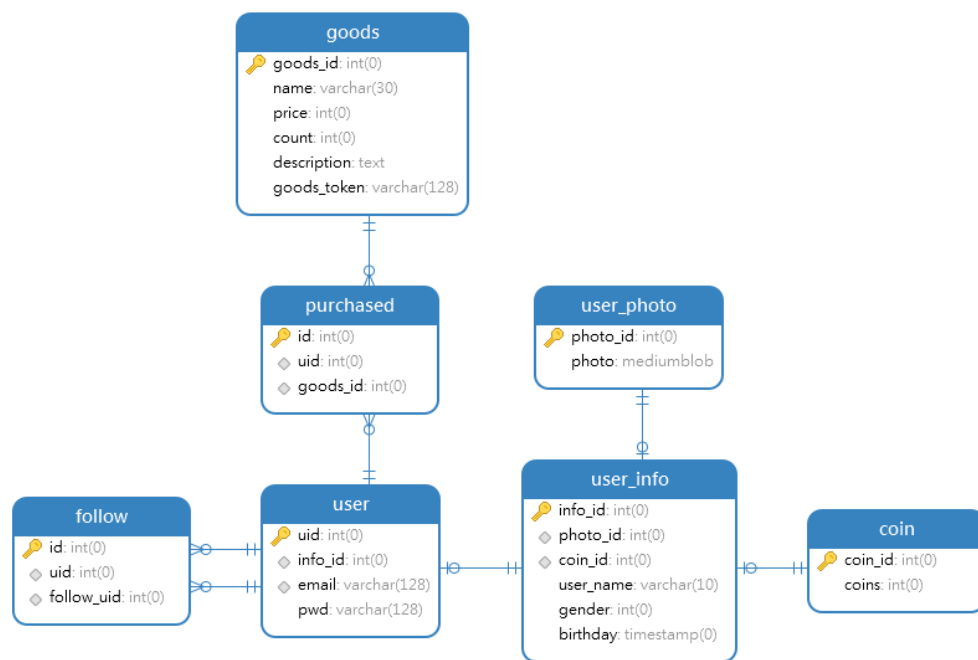 goods
goods_id: int(0)
name: varchar(30)
price: int(0)
count: int(0)
description: text
goods_token: varchar(128)
purchased
id: int(0)
uid: int(0)
goods_id: int(0)
user_photo
photo_id: int(0)
photo: mediumblob
follow
id: int(0)
uid: int(0)
follow_uid: int(0)
user
uid: int(0)
info_id: int(0)
email: varchar(128)
pwd: varchar(128)
user_info
info_id: int(0)
photo_id: int(0)
coin_id: int(0)
user_name: varchar(10)
gender: int(0)
birthday: timestamp(0)
coin
coin_id: int(0)
coins: int(0)